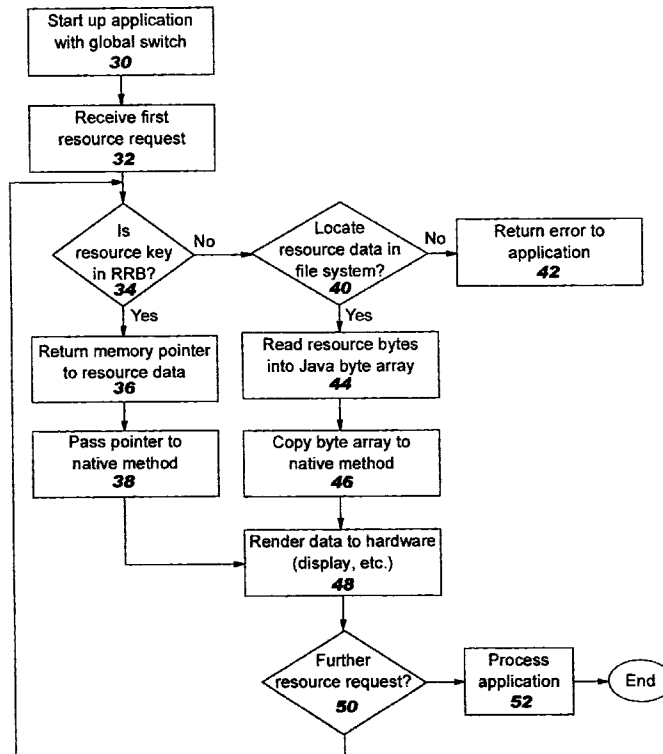 Start up application
with global switch
30
Receive first
resource request
32
Is
resource key
in RRB?
34
No
Locate
resource data in
file system?
40
No
Return error to
application
42
Yes
Yes
Return memory pointer
to resource data
36
Read resource bytes
into Java byte array
44
Pass pointer to
native method
38
Copy byte array to
native method
46
Render data to hardware
(display, etc.)
48
Further
resource request?
50
Process
application
52
End